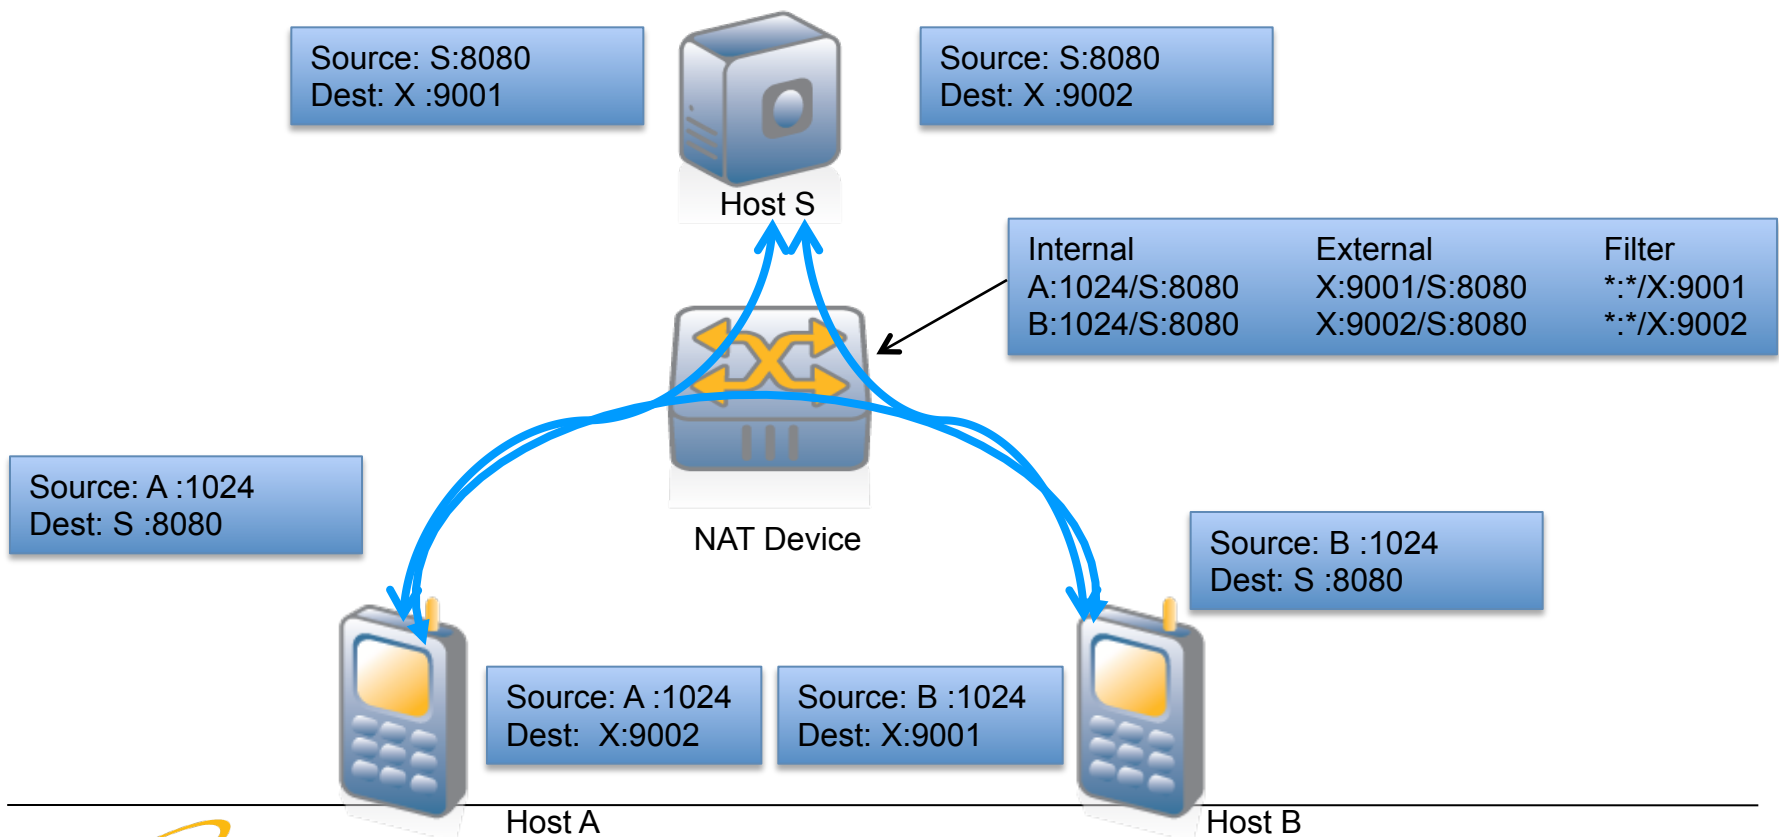 Source: S:8080
Dest: X :9001
Source: S:8080
Dest: X :9002
Host S
Internal External Filter
A:1024/S:8080 X:9001/S:8080 *:*/X:9001
B:1024/S:8080 X:9002/S:8080 *:*/X:9002
Source: A :1024
Dest: S :8080
NAT Device
Source: B :1024
Dest: S :8080
Source: A :1024
Dest: X:9002
Source: B :1024
Dest: X:9001
Host A
Host B